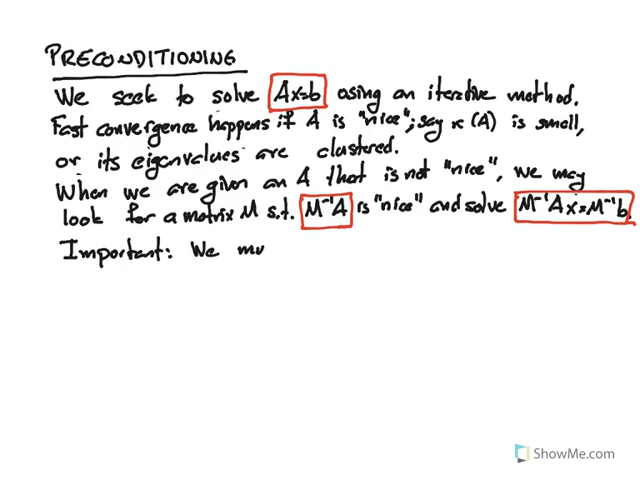 PRECONDITIONING
We seek to solve Ax=b using an iterative method.
Fast convergence happens if A is "nice"; say κ(A) is small,
or its eigenvalues are clustered.
When we are given an A that is not "nice", we may
look for a matrix M s.t. M⁻¹A is "nice" and solve M⁻¹Ax=M⁻¹b.
Important: We mu
ShowMe.com